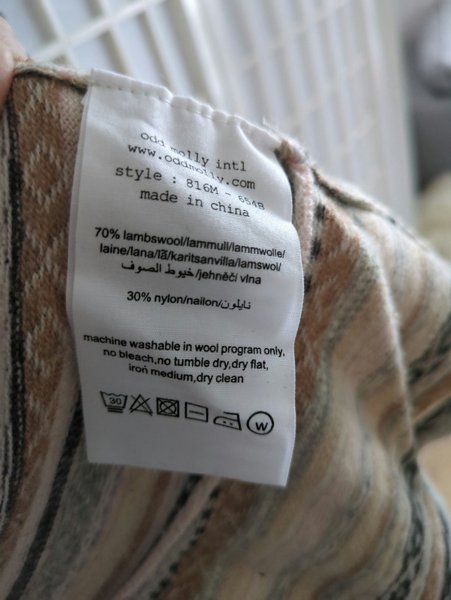 odd molly intl
www.oddmolly.com
style : 816M - 654B
made in china
70% lambswool/lammull/lammwolle/
laine/lana/lã/karitsanvilla/lamswol/
خيوط الصوف/jehněčí vlna
30% nylon/nailon/نايلون
machine washable in wool program only,
no bleach,no tumble dry,dry flat,
iron medium,dry clean
30
W